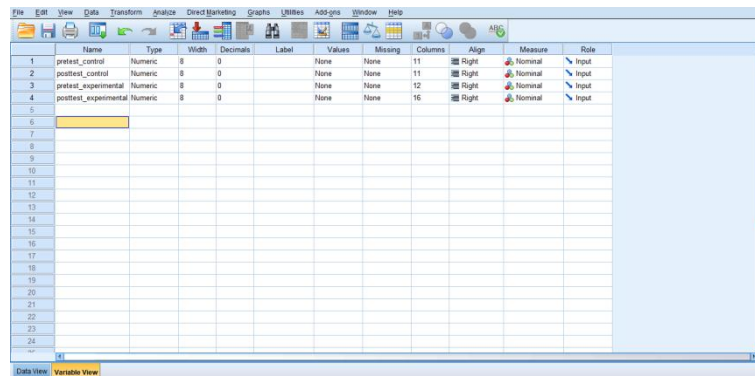 File Edit View Data Transform Analyze Direct Marketing Graphs Utilities Add-ons Window Help
Name Type Width Decimals Label Values Missing Columns Align Measure Role
1 pretest_control Numeric 8 0 None None 11 Right Nominal Input
2 posttest_control Numeric 8 0 None None 11 Right Nominal Input
3 pretest_experimental Numeric 8 0 None None 12 Right Nominal Input
4 posttest_experimental Numeric 8 0 None None 16 Right Nominal Input
5
6
7
8
9
10
11
12
13
14
15
16
17
18
19
20
21
22
23
24
Data View Variable View